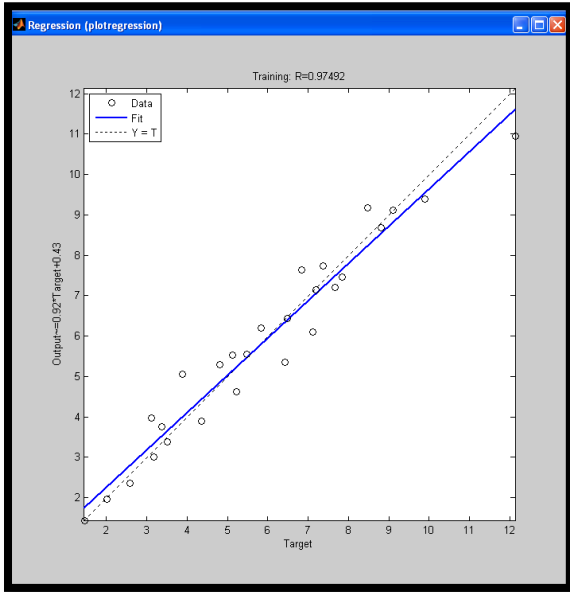 Regression (plotregression)
Training: R=0.97492
Data
Fit
Y = T
12
11
10
9
8
7
6
5
4
3
2
Output~=0.92*Target+0.43
2 3 4 5 6 7 8 9 10 11 12
Target